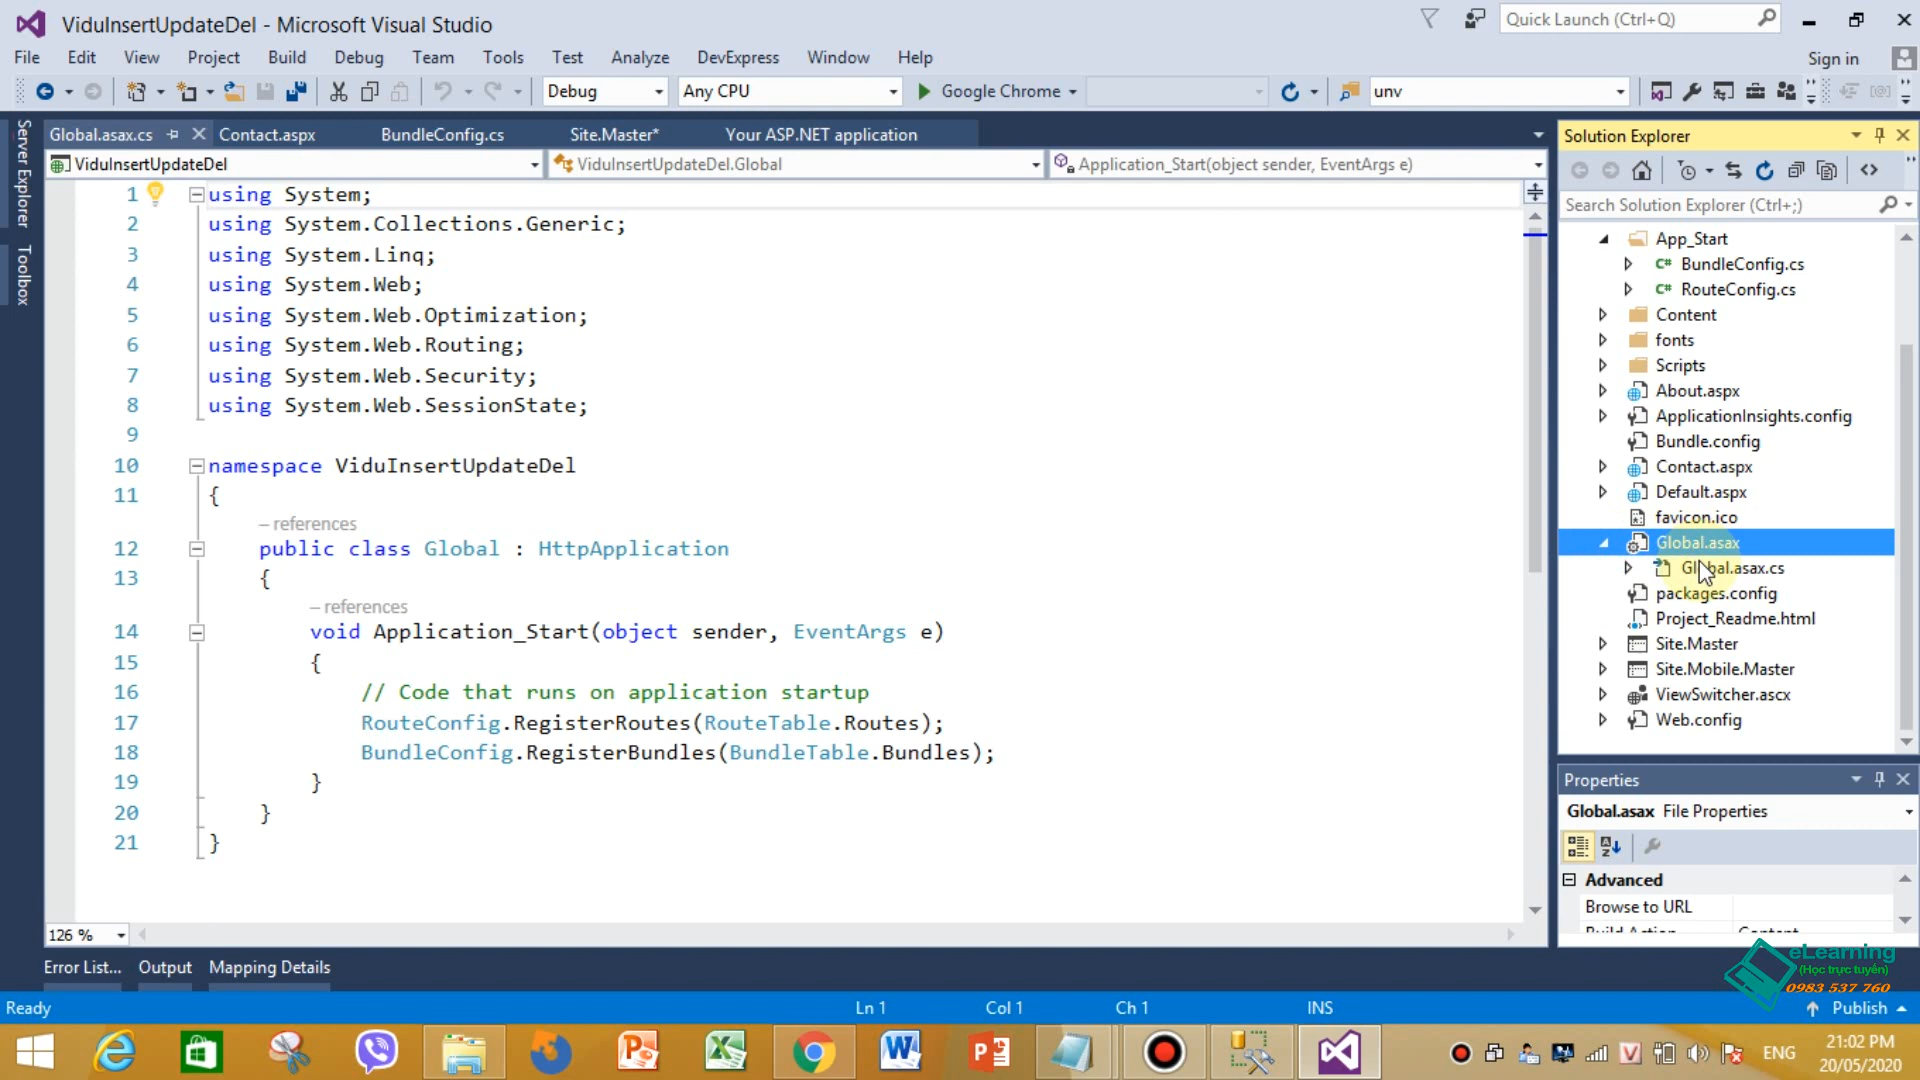 ViduInsertUpdateDel - Microsoft Visual Studio
Quick Launch (Ctrl+Q)
File Edit View Project Build Debug Team Tools Test Analyze DevExpress Window Help
Sign in
Debug Any CPU Google Chrome unv
Server Explorer
Toolbox
Global.asax.cs Contact.aspx BundleConfig.cs Site.Master* Your ASP.NET application
ViduInsertUpdateDel ViduInsertUpdateDel.Global Application_Start(object sender, EventArgs e)
1 using System;
2 using System.Collections.Generic;
3 using System.Linq;
4 using System.Web;
5 using System.Web.Optimization;
6 using System.Web.Routing;
7 using System.Web.Security;
8 using System.Web.SessionState;
9
10 namespace ViduInsertUpdateDel
11 {
– references
12 public class Global : HttpApplication
13 {
– references
14 void Application_Start(object sender, EventArgs e)
15 {
16 // Code that runs on application startup
17 RouteConfig.RegisterRoutes(RouteTable.Routes);
18 BundleConfig.RegisterBundles(BundleTable.Bundles);
19 }
20 }
21 }
126 %
Solution Explorer
Search Solution Explorer (Ctrl+;)
App_Start
C# BundleConfig.cs
C# RouteConfig.cs
Content
fonts
Scripts
About.aspx
ApplicationInsights.config
Bundle.config
Contact.aspx
Default.aspx
favicon.ico
Global.asax
Global.asax.cs
packages.config
Project_Readme.html
Site.Master
Site.Mobile.Master
ViewSwitcher.ascx
Web.config
Properties
Global.asax File Properties
Advanced
Browse to URL
Build Action Content
eLearning
(Học trực tuyến)
0983 537 760
Error List... Output Mapping Details
Ready Ln 1 Col 1 Ch 1 INS Publish
ENG
21:02 PM
20/05/2020